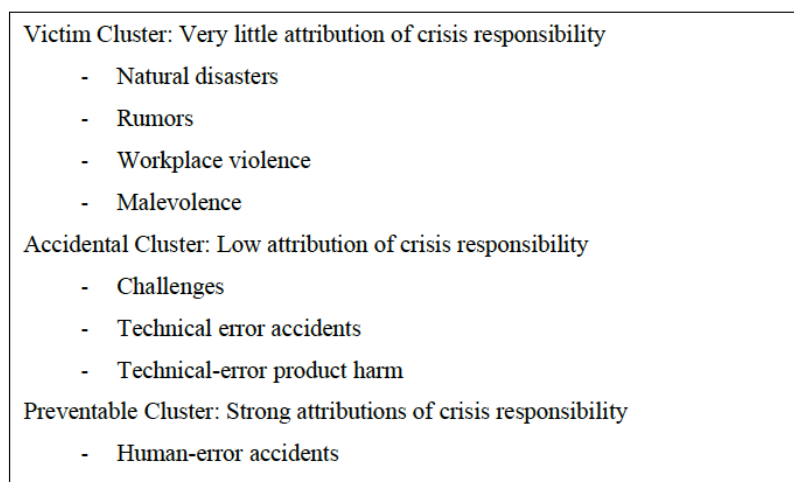 Victim Cluster: Very little attribution of crisis responsibility
- Natural disasters
- Rumors
- Workplace violence
- Malevolence
Accidental Cluster: Low attribution of crisis responsibility
- Challenges
- Technical error accidents
- Technical-error product harm
Preventable Cluster: Strong attributions of crisis responsibility
- Human-error accidents